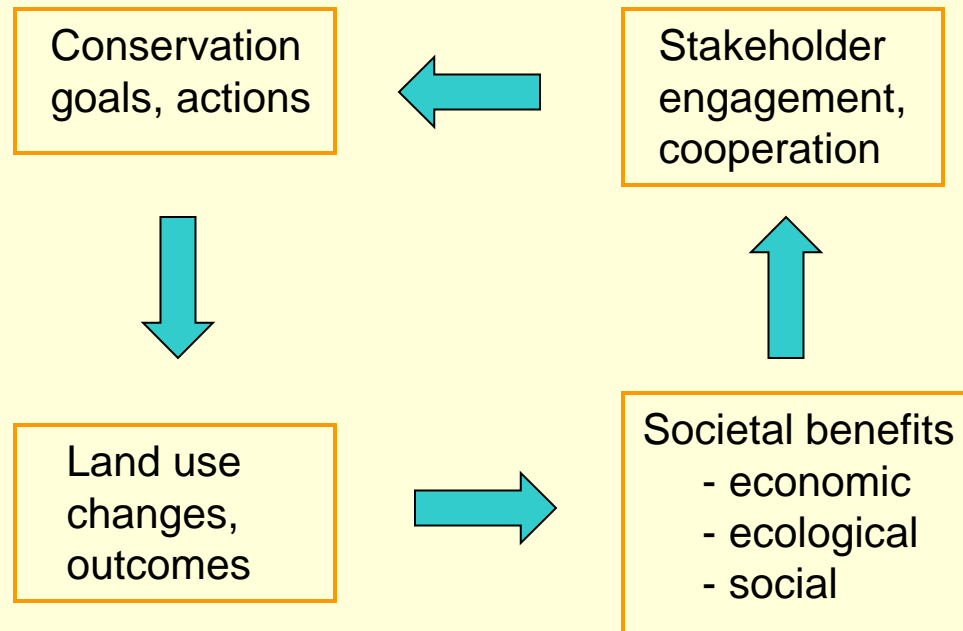 Conservation
goals, actions
Stakeholder
engagement,
cooperation
Land use
changes,
outcomes
Societal benefits
- economic
- ecological
- social